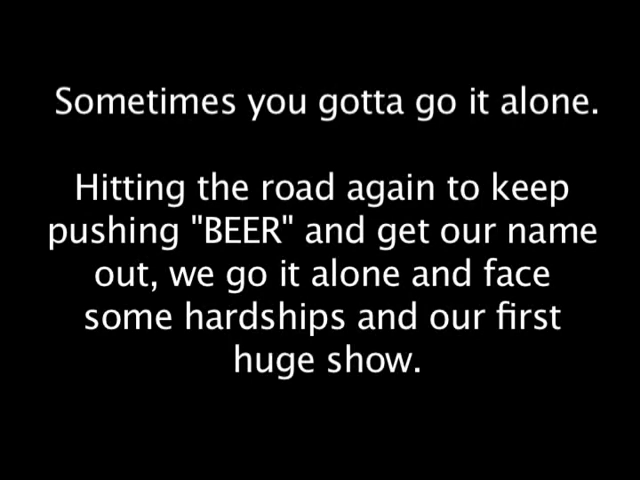 Sometimes you gotta go it alone.
Hitting the road again to keep
pushing "BEER" and get our name
out, we go it alone and face
some hardships and our first
huge show.